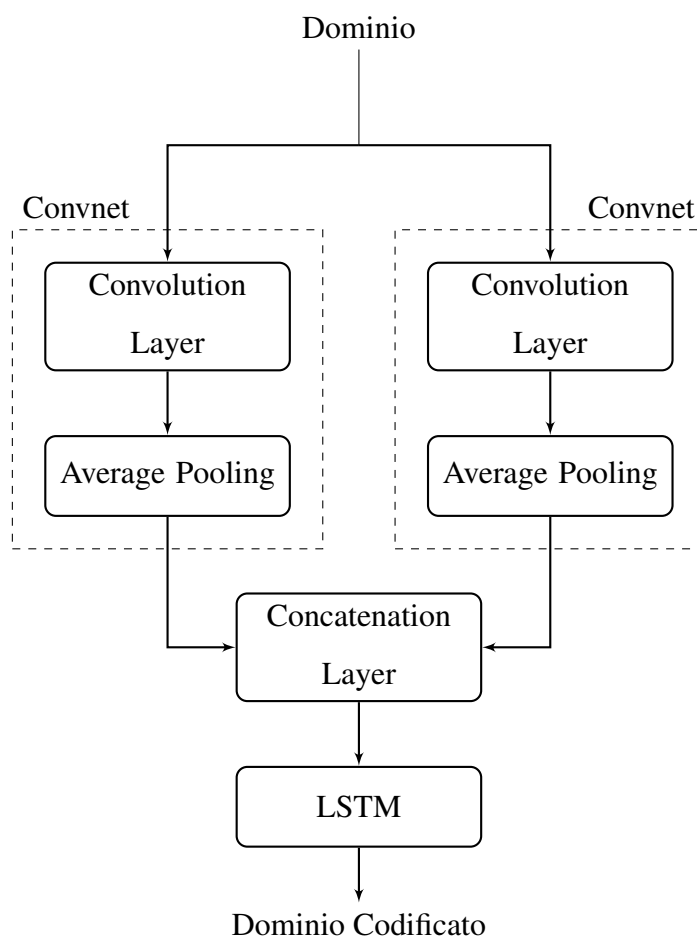 Dominio
Convnet
Convnet
Convolution
Layer
Convolution
Layer
Average Pooling
Average Pooling
Concatenation
Layer
LSTM
Dominio Codificato